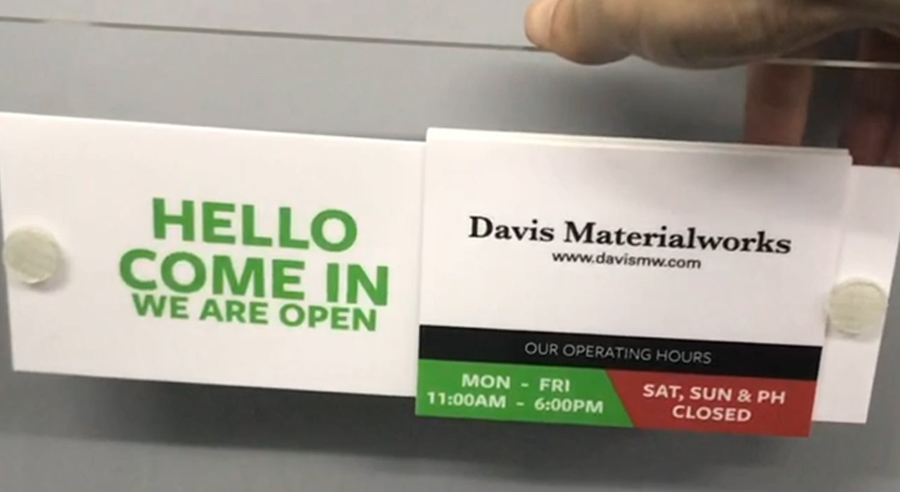 HELLO
COME IN
WE ARE OPEN
Davis Materialworks
www.davismw.com
OUR OPERATING HOURS
MON - FRI
11:00AM - 6:00PM
SAT, SUN & PH
CLOSED